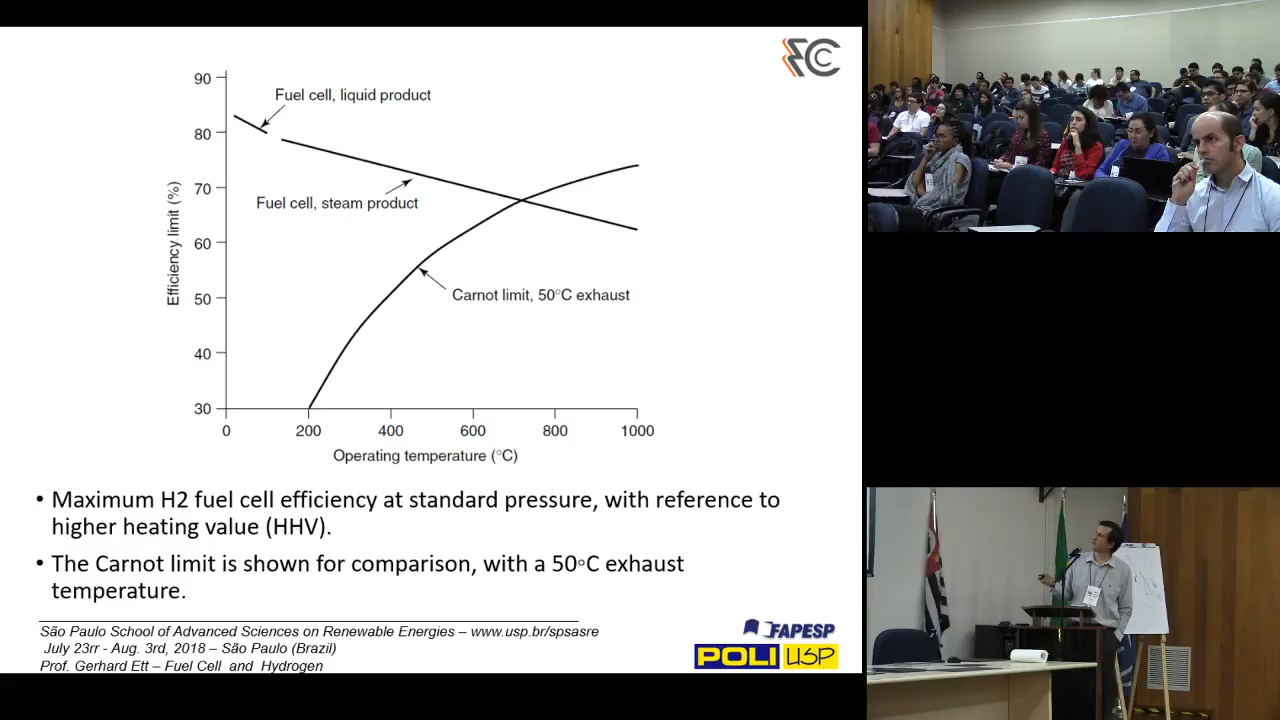 90
Fuel cell, liquid product
80
70
Fuel cell, steam product
60
Efficiency limit (%)
50
Carnot limit, 50°C exhaust
40
30
0 200 400 600 800 1000
Operating temperature (°C)
• Maximum H2 fuel cell efficiency at standard pressure, with reference to
higher heating value (HHV).
• The Carnot limit is shown for comparison, with a 50◦C exhaust
temperature.
São Paulo School of Advanced Sciences on Renewable Energies – www.usp.br/spsasre
July 23rr - Aug. 3rd, 2018 – São Paulo (Brazil)
Prof. Gerhard Ett – Fuel Cell and Hydrogen
FAPESP
POLI USP